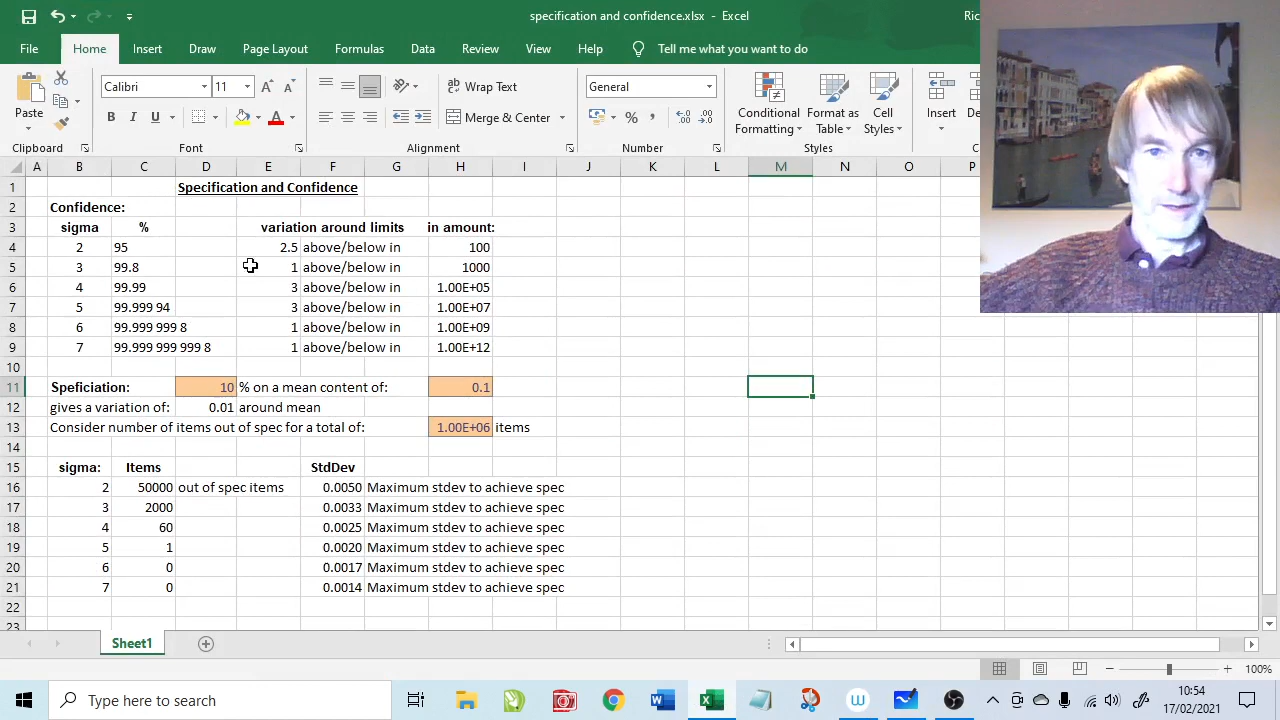 specification and confidence.xlsx - Excel
Ric
File Home Insert Draw Page Layout Formulas Data Review View Help Tell me what you want to do
Calibri 11 A A ab Wrap Text General
Paste B I U A Merge & Center % , Conditional Formatting Format as Table Cell Styles Insert De
Clipboard Font Alignment Number Styles C
A B C D E F G H I J K L M N O P
1 Specification and Confidence
2 Confidence:
3 sigma % variation around limits in amount:
4 2 95 2.5 above/below in 100
5 3 99.8 1 above/below in 1000
6 4 99.99 3 above/below in 1.00E+05
7 5 99.999 94 3 above/below in 1.00E+07
8 6 99.999 999 8 1 above/below in 1.00E+09
9 7 99.999 999 999 8 1 above/below in 1.00E+12
10
11 Speficiation: 10 % on a mean content of: 0.1
12 gives a variation of: 0.01 around mean
13 Consider number of items out of spec for a total of: 1.00E+06 items
14
15 sigma: Items StdDev
16 2 50000 out of spec items 0.0050 Maximum stdev to achieve spec
17 3 2000 0.0033 Maximum stdev to achieve spec
18 4 60 0.0025 Maximum stdev to achieve spec
19 5 1 0.0020 Maximum stdev to achieve spec
20 6 0 0.0017 Maximum stdev to achieve spec
21 7 0 0.0014 Maximum stdev to achieve spec
22
23
Sheet1
100%
Type here to search
10:54
17/02/2021